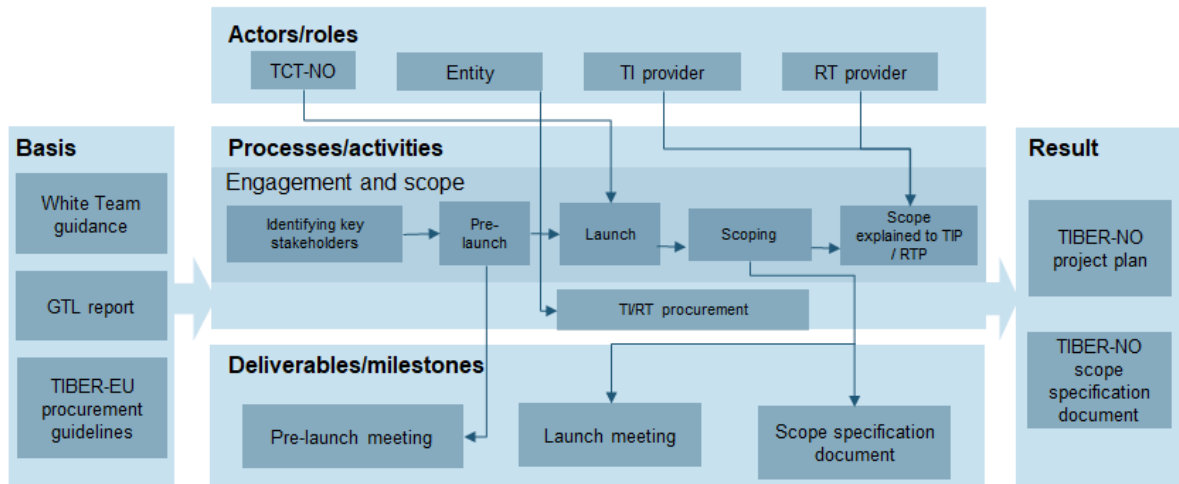 Actors/roles
TCT-NO
Entity
TI provider
RT provider
Basis
White Team
guidance
GTL report
TIBER-EU
procurement
guidelines
Processes/activities
Engagement and scope
Identifying key
stakeholders
Pre-
launch
Launch
Scoping
Scope
explained to TIP
/ RTP
TI/RT procurement
Deliverables/milestones
Pre-launch meeting
Launch meeting
Scope specification
document
Result
TIBER-NO
project plan
TIBER-NO
scope
specification
document